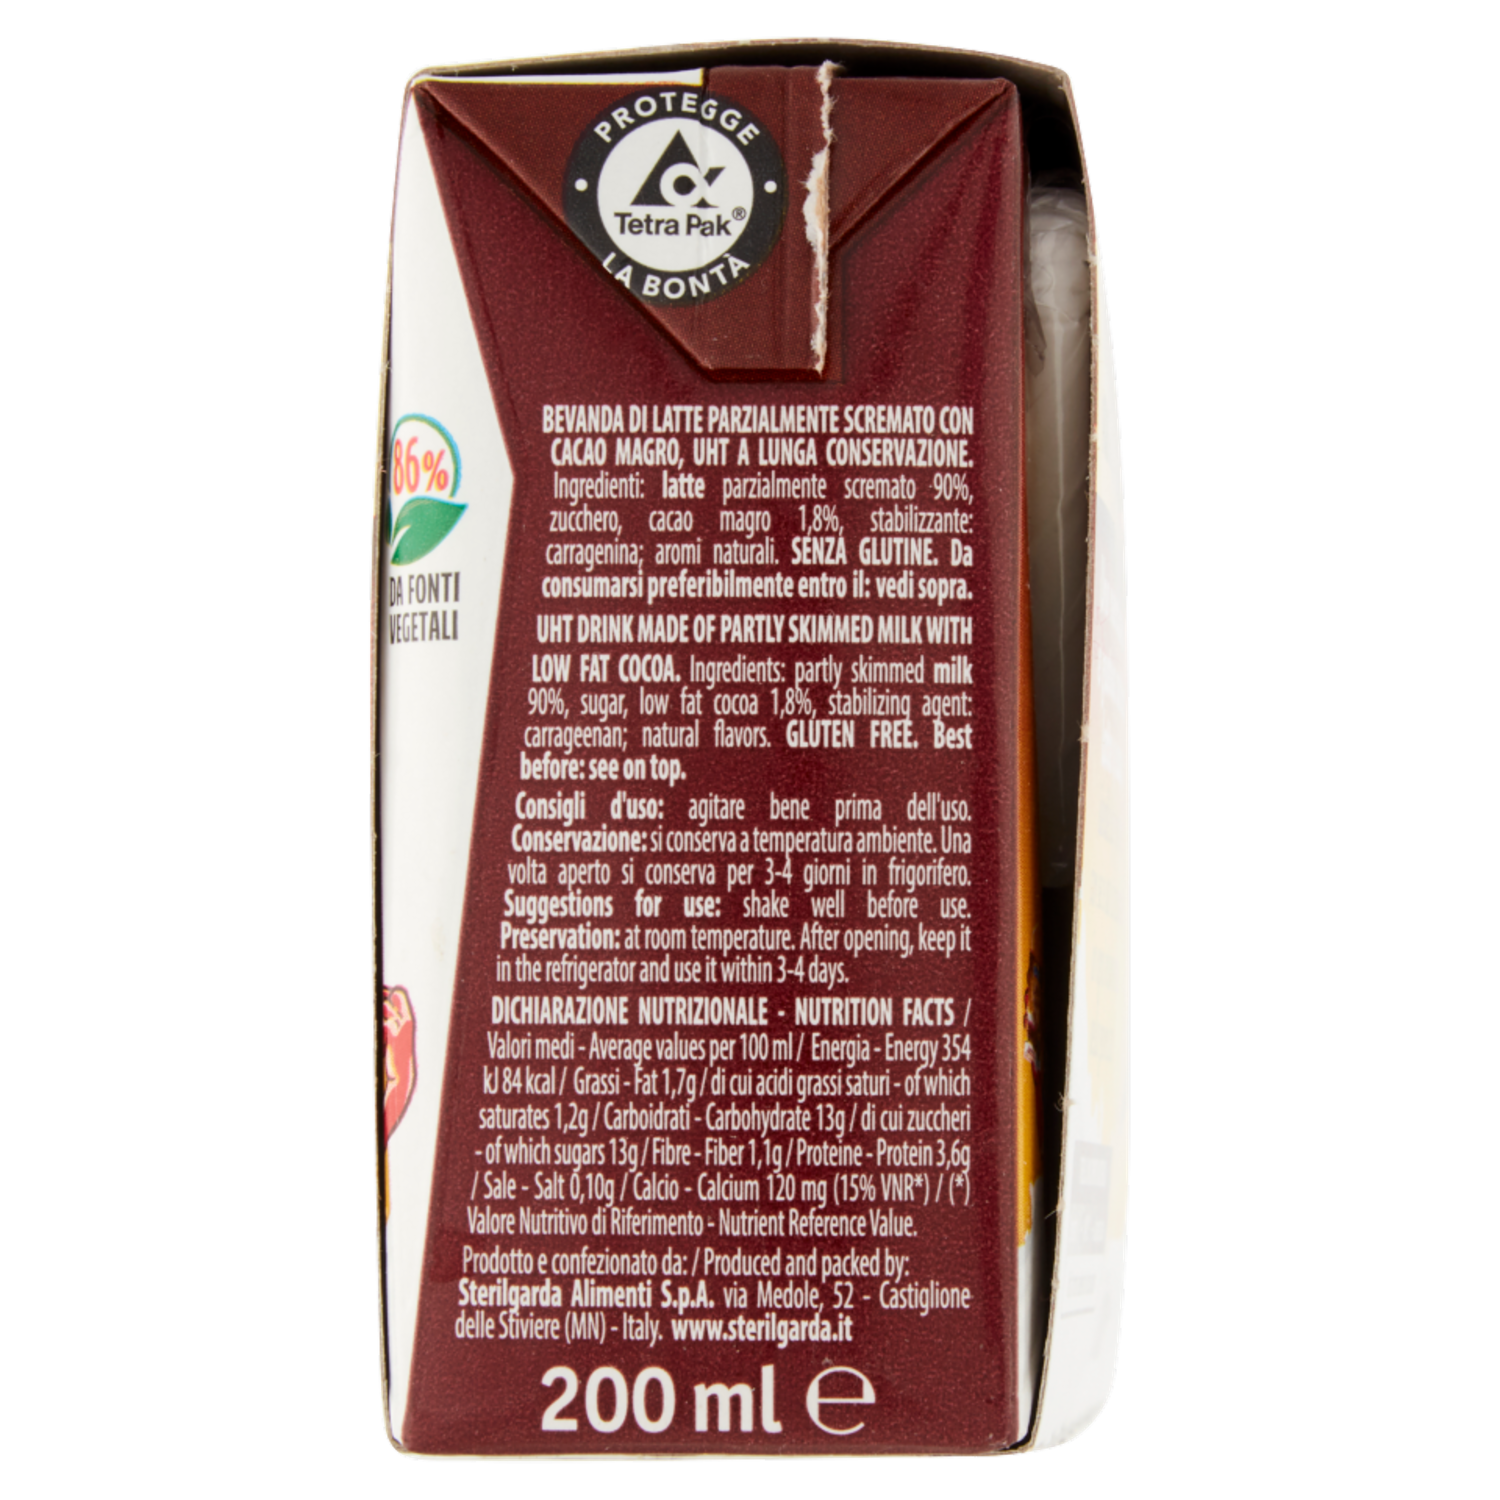 PROTEGGE
Tetra Pak®
LA BONTÀ
86%
DA FONTI
VEGETALI
BEVANDA DI LATTE PARZIALMENTE SCREMATO CON
CACAO MAGRO, UHT A LUNGA CONSERVAZIONE.
Ingredienti: latte parzialmente scremato 90%,
zucchero, cacao magro 1,8%, stabilizzante:
carragenina; aromi naturali. SENZA GLUTINE. Da
consumarsi preferibilmente entro il: vedi sopra.
UHT DRINK MADE OF PARTLY SKIMMED MILK WITH
LOW FAT COCOA. Ingredients: partly skimmed milk
90%, sugar, low fat cocoa 1,8%, stabilizing agent:
carrageenan; natural flavors. GLUTEN FREE. Best
before: see on top.
Consigli d'uso: agitare bene prima dell'uso.
Conservazione: si conserva a temperatura ambiente. Una
volta aperto si conserva per 3-4 giorni in frigorifero.
Suggestions for use: shake well before use.
Preservation: at room temperature. After opening, keep it
in the refrigerator and use it within 3-4 days.
DICHIARAZIONE NUTRIZIONALE - NUTRITION FACTS /
Valori medi - Average values per 100 ml / Energia - Energy 354
kJ 84 kcal / Grassi - Fat 1,7g / di cui acidi grassi saturi - of which
saturates 1,2g / Carboidrati - Carbohydrate 13g / di cui zuccheri
- of which sugars 13g / Fibre - Fiber 1,1g / Proteine - Protein 3,6g
/ Sale - Salt 0,10g / Calcio - Calcium 120 mg (15% VNR*) / (*)
Valore Nutritivo di Riferimento - Nutrient Reference Value.
Prodotto e confezionato da: / Produced and packed by:
Sterilgarda Alimenti S.p.A. via Medole, 52 - Castiglione
delle Stiviere (MN) - Italy. www.sterilgarda.it
200 ml ℮